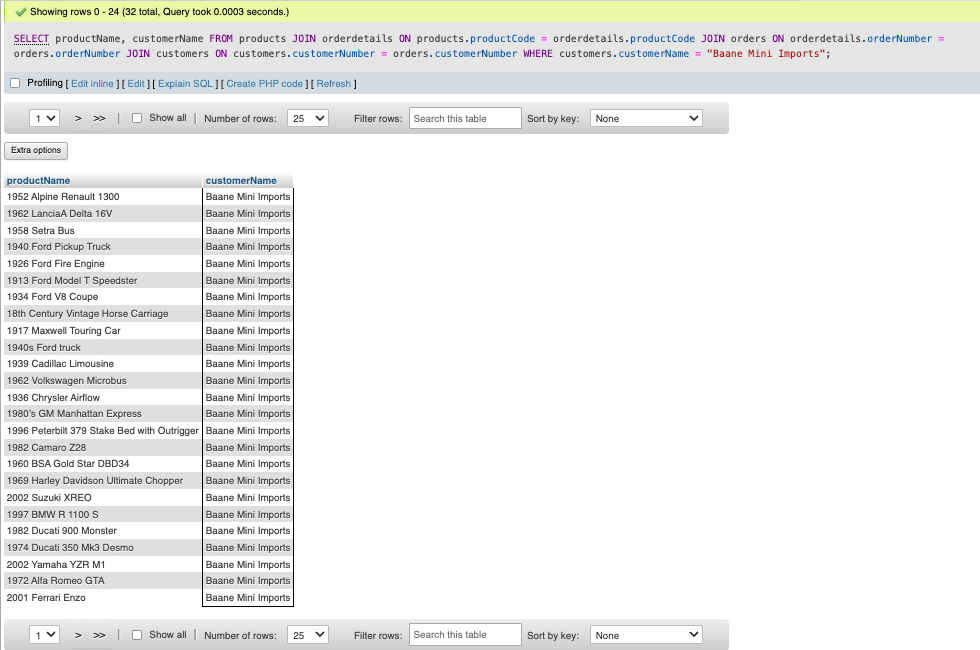 Showing rows 0 - 24 (32 total, Query took 0.0003 seconds.)
SELECT productName, customerName FROM products JOIN orderdetails ON products.productCode = orderdetails.productCode JOIN orders ON orderdetails.orderNumber =
orders.orderNumber JOIN customers ON customers.customerNumber = orders.customerNumber WHERE customers.customerName = "Baane Mini Imports";
Profiling [ Edit inline ] [ Edit ] [ Explain SQL ] [ Create PHP code ] [ Refresh ]
1 > >> | Show all | Number of rows: 25 Filter rows: Search this table Sort by key: None
Extra options
productName customerName
1952 Alpine Renault 1300 Baane Mini Imports
1962 LanciaA Delta 16V Baane Mini Imports
1958 Setra Bus Baane Mini Imports
1940 Ford Pickup Truck Baane Mini Imports
1926 Ford Fire Engine Baane Mini Imports
1913 Ford Model T Speedster Baane Mini Imports
1934 Ford V8 Coupe Baane Mini Imports
18th Century Vintage Horse Carriage Baane Mini Imports
1917 Maxwell Touring Car Baane Mini Imports
1940s Ford truck Baane Mini Imports
1939 Cadillac Limousine Baane Mini Imports
1962 Volkswagen Microbus Baane Mini Imports
1936 Chrysler Airflow Baane Mini Imports
1980's GM Manhattan Express Baane Mini Imports
1996 Peterbilt 379 Stake Bed with Outrigger Baane Mini Imports
1982 Camaro Z28 Baane Mini Imports
1960 BSA Gold Star DBD34 Baane Mini Imports
1969 Harley Davidson Ultimate Chopper Baane Mini Imports
2002 Suzuki XREO Baane Mini Imports
1997 BMW R 1100 S Baane Mini Imports
1982 Ducati 900 Monster Baane Mini Imports
1974 Ducati 350 Mk3 Desmo Baane Mini Imports
2002 Yamaha YZR M1 Baane Mini Imports
1972 Alfa Romeo GTA Baane Mini Imports
2001 Ferrari Enzo Baane Mini Imports
1 > >> | Show all | Number of rows: 25 Filter rows: Search this table Sort by key: None